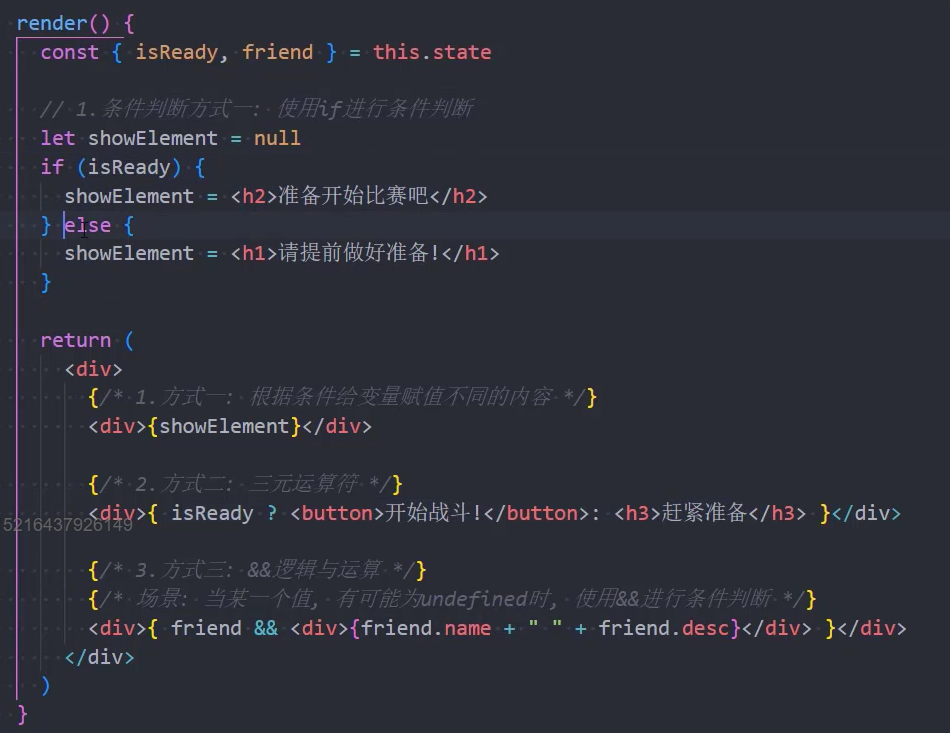 render() {
const { isReady, friend } = this.state
// 1.条件判断方式一: 使用if进行条件判断
let showElement = null
if (isReady) {
showElement = <h2>准备开始比赛吧</h2>
} else {
showElement = <h1>请提前做好准备!</h1>
}
return (
<div>
{/* 1.方式一: 根据条件给变量赋值不同的内容 */}
<div>{showElement}</div>
{/* 2.方式二: 三元运算符 */}
<div>{ isReady ? <button>开始战斗!</button>: <h3>赶紧准备</h3> }</div>
5216437926149
{/* 3.方式三: &&逻辑与运算 */}
{/* 场景: 当某一个值, 有可能为undefined时, 使用&&进行条件判断 */}
<div>{ friend && <div>{friend.name + " " + friend.desc}</div> }</div>
</div>
)
}